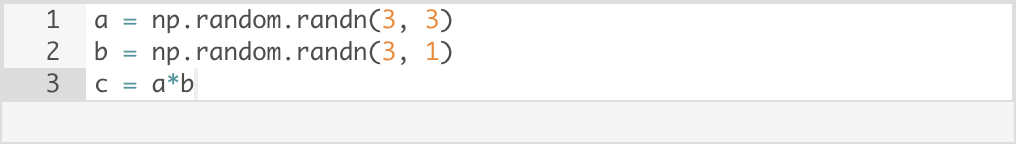 1 a = np.random.randn(3, 3)
2 b = np.random.randn(3, 1)
3 c = a*b